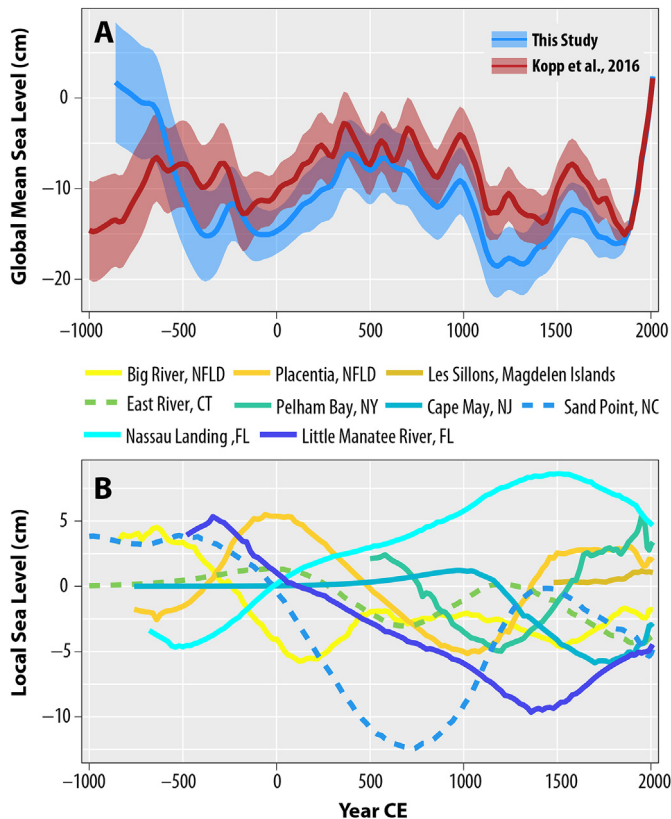 A
This Study
Kopp et al., 2016
Global Mean Sea Level (cm)
0
−10
−20
−1000 −500 0 500 1000 1500 2000
Big River, NFLD Placentia, NFLD Les Sillons, Magdelen Islands
East River, CT Pelham Bay, NY Cape May, NJ Sand Point, NC
Nassau Landing ,FL Little Manatee River, FL
B
Local Sea Level (cm)
5
0
−5
−10
−1000 −500 0 500 1000 1500 2000
Year CE